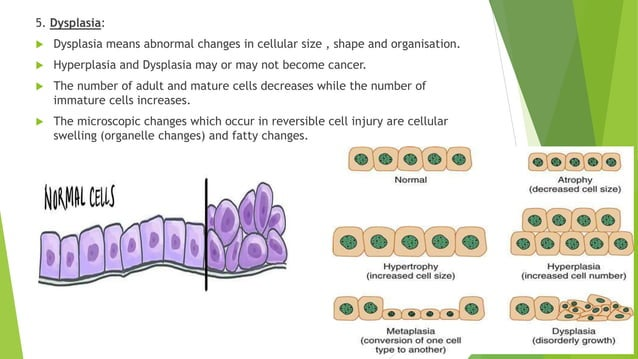 5. Dysplasia:
Dysplasia means abnormal changes in cellular size , shape and organisation.
Hyperplasia and Dysplasia may or may not become cancer.
The number of adult and mature cells decreases while the number of
immature cells increases.
The microscopic changes which occur in reversible cell injury are cellular
swelling (organelle changes) and fatty changes.
NORMAL CELLS
Normal
Atrophy
(decreased cell size)
Hypertrophy
(increased cell size)
Hyperplasia
(increased cell number)
Metaplasia
(conversion of one cell
type to another)
Dysplasia
(disorderly growth)